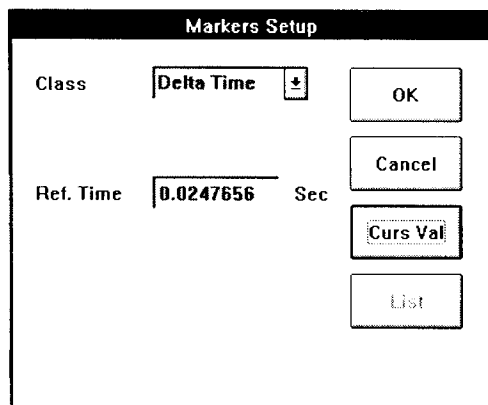 Markers Setup
Class Delta Time
OK
Cancel
Ref. Time 0.0247656 Sec
Curs Val
List